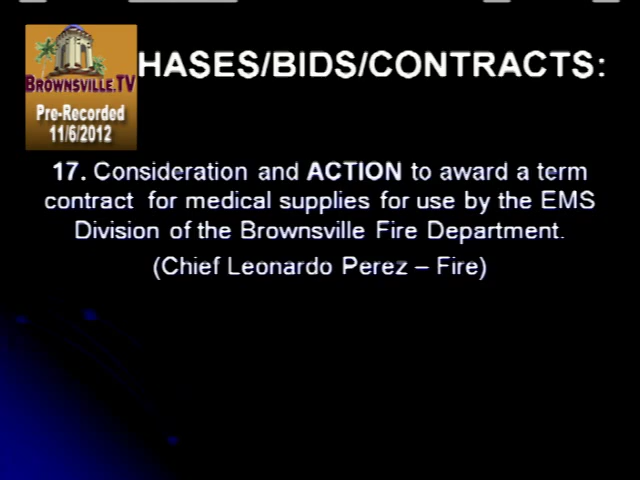 BROWNSVILLE.TV
Pre-Recorded
11/6/2012
HASES/BIDS/CONTRACTS:
17. Consideration and ACTION to award a term
contract for medical supplies for use by the EMS
Division of the Brownsville Fire Department.
(Chief Leonardo Perez – Fire)